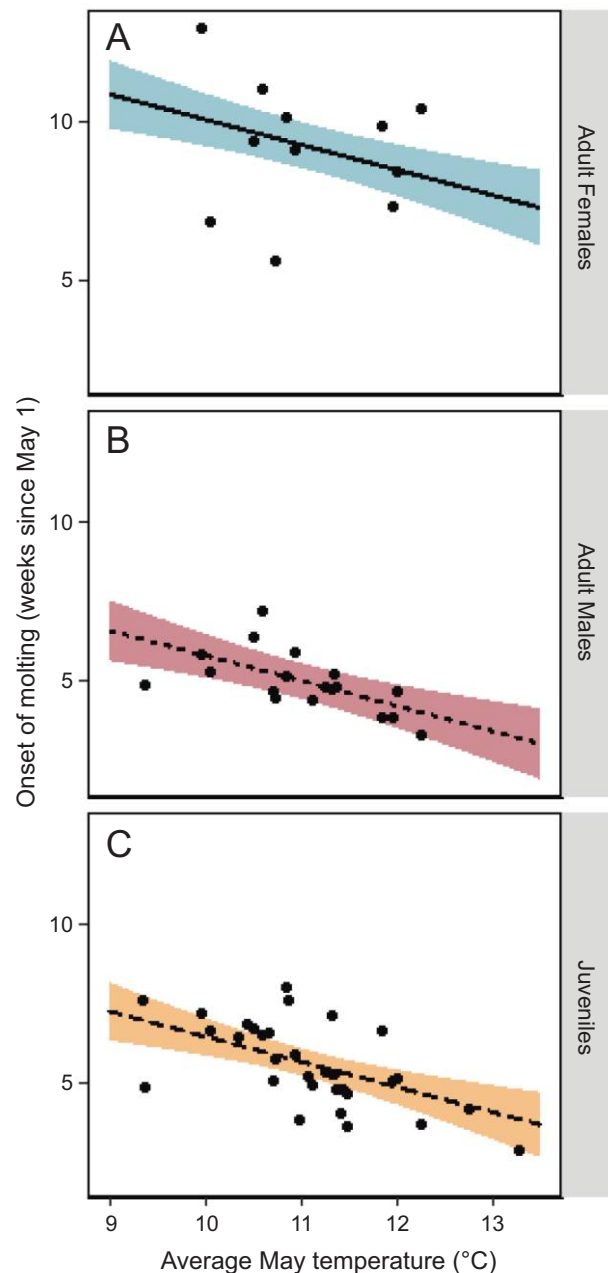 A
10
5
Adult Females
Onset of molting (weeks since May 1)
B
10
5
Adult Males
C
10
5
Juveniles
9 10 11 12 13
Average May temperature (°C)